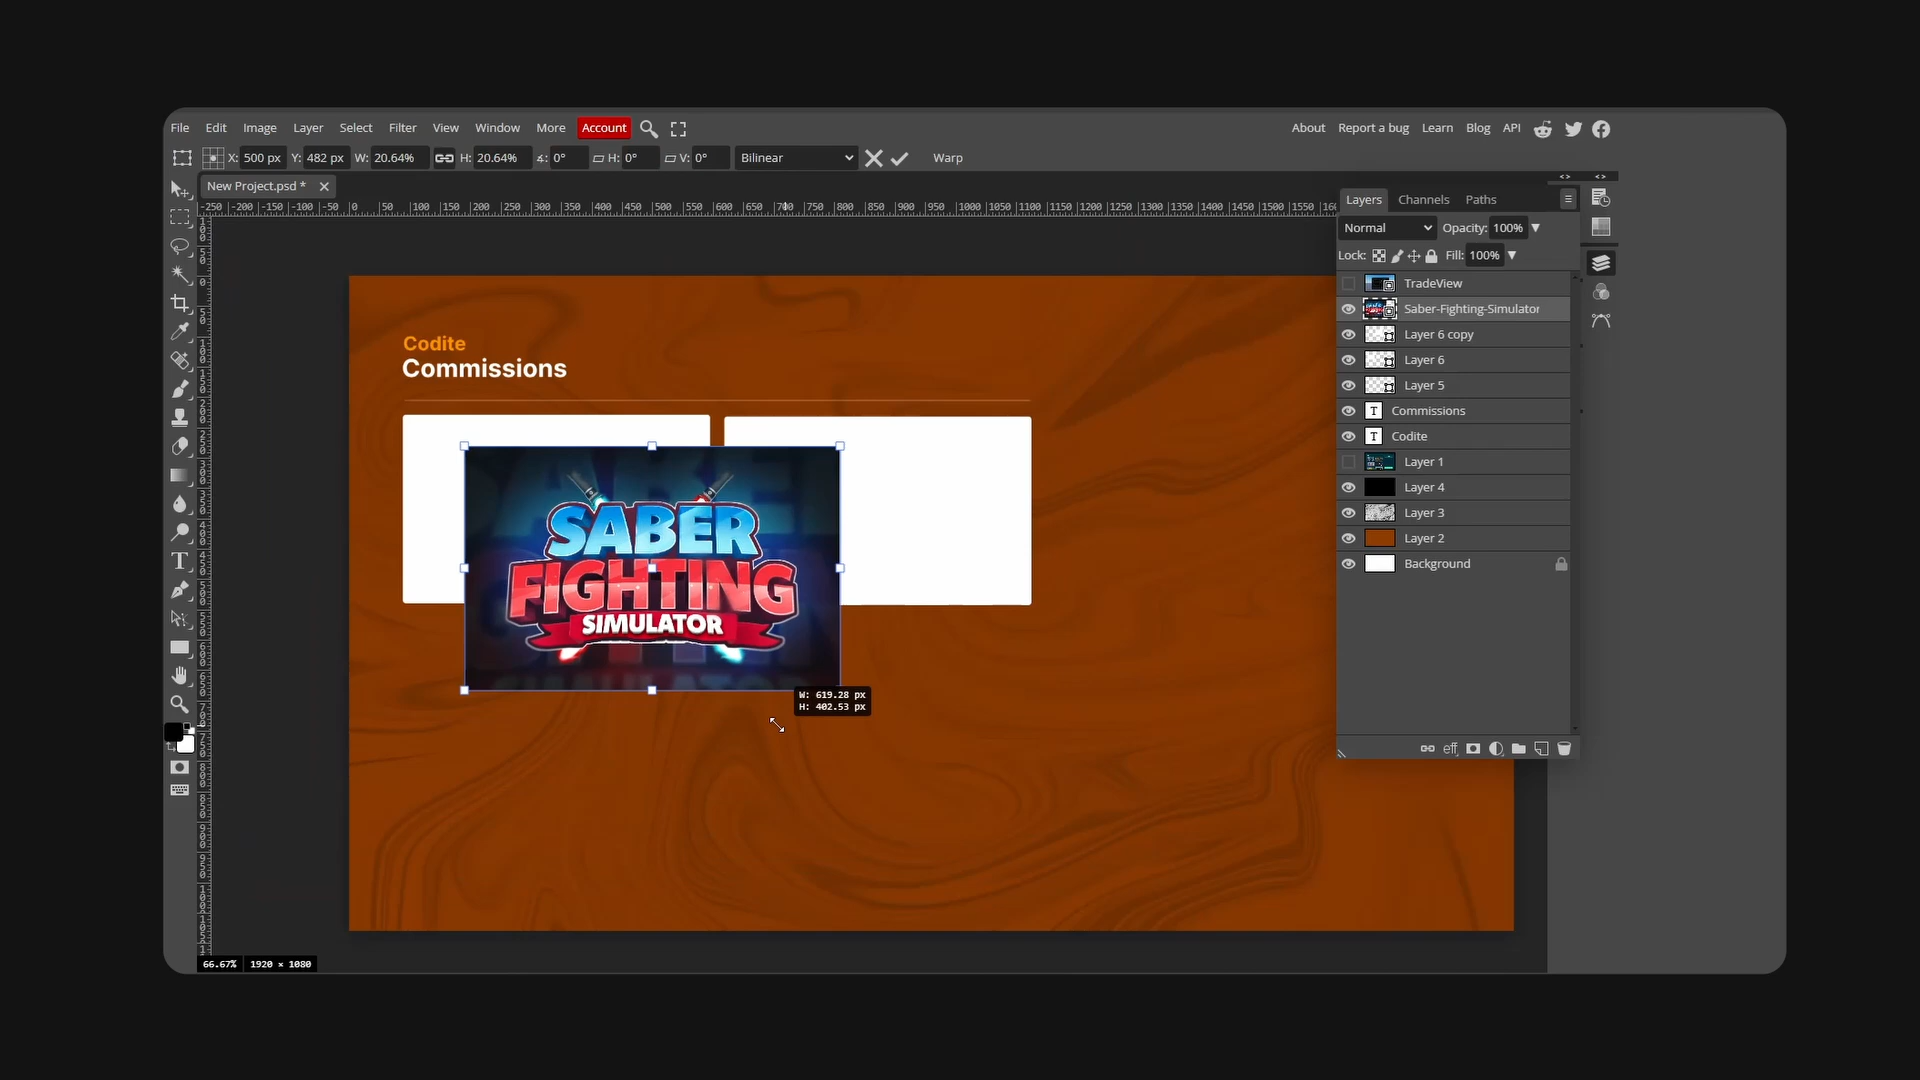 File Edit Image Layer Select Filter View Window More Account About Report a bug Learn Blog API
X: 500 px Y: 482 px W: 20.64% H: 20.64% ∡: 0° H: 0° V: 0° Bilinear Warp
New Project.psd *
-250 -200 -150 -100 -50 0 50 100 150 200 250 300 350 400 450 500 550 600 650 700 750 800 850 900 950 1000 1050 1100 1150 1200 1250 1300 1350 1400 1450 1500 1550
Layers Channels Paths
Normal Opacity: 100%
Lock: Fill: 100%
TradeView
Saber-Fighting-Simulator
Layer 6 copy
Layer 6
Layer 5
T Commissions
T Codite
Layer 1
Layer 4
Layer 3
Layer 2
Background
eff
Codite
Commissions
SABER
FIGHTING
SIMULATOR
W: 619.28 px
H: 402.53 px
66.67% 1920 × 1080